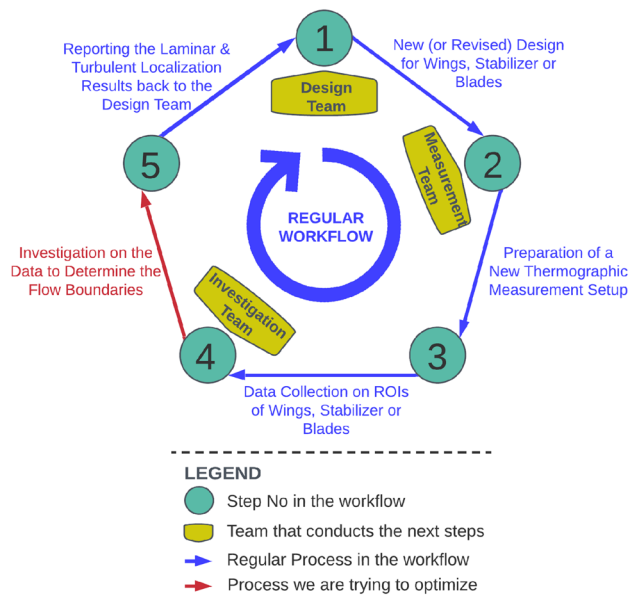 1
New (or Revised) Design
for Wings, Stabilizer or
Blades
Reporting the Laminar &
Turbulent Localization
Results back to the
Design Team
Design
Team
Measurement
Team
2
5
REGULAR
WORKFLOW
Preparation of a
New Thermographic
Measurement Setup
Investigation on the
Data to Determine the
Flow Boundaries
Investigation
Team
4
3
Data Collection on ROIs
of Wings, Stabilizer or
Blades
LEGEND
Step No in the workflow
Team that conducts the next steps
Regular Process in the workflow
Process we are trying to optimize